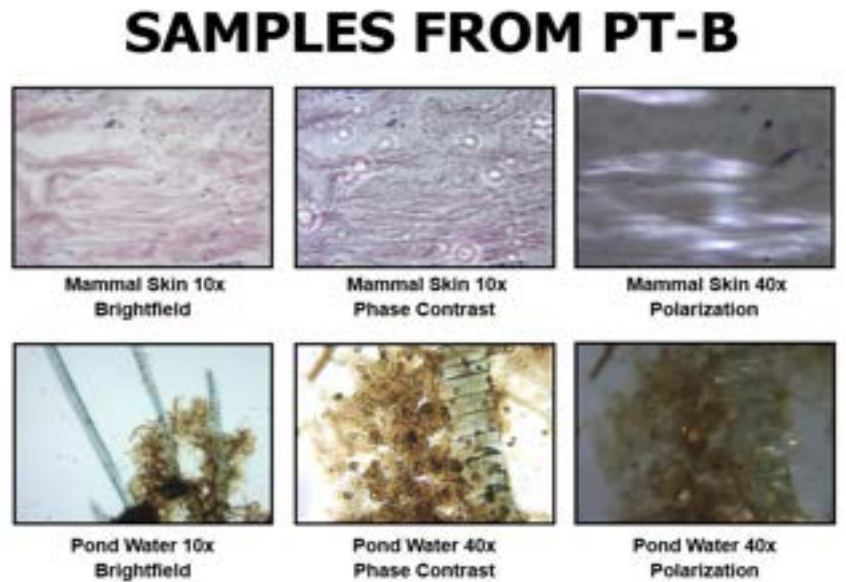 SAMPLES FROM PT-B
Mammal Skin 10x
Brightfield
Mammal Skin 10x
Phase Contrast
Mammal Skin 40x
Polarization
Pond Water 10x
Brightfield
Pond Water 40x
Phase Contrast
Pond Water 40x
Polarization